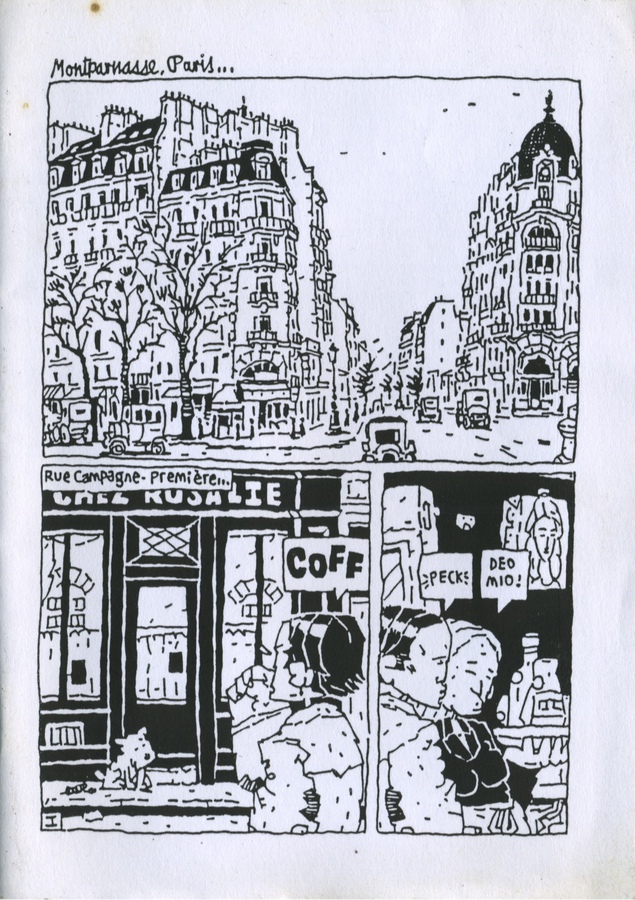 Montparnasse, Paris...
Rue Campagne-Première...
CHEZ ROSALIE
COFF
PECK
DEO
MIO!
I